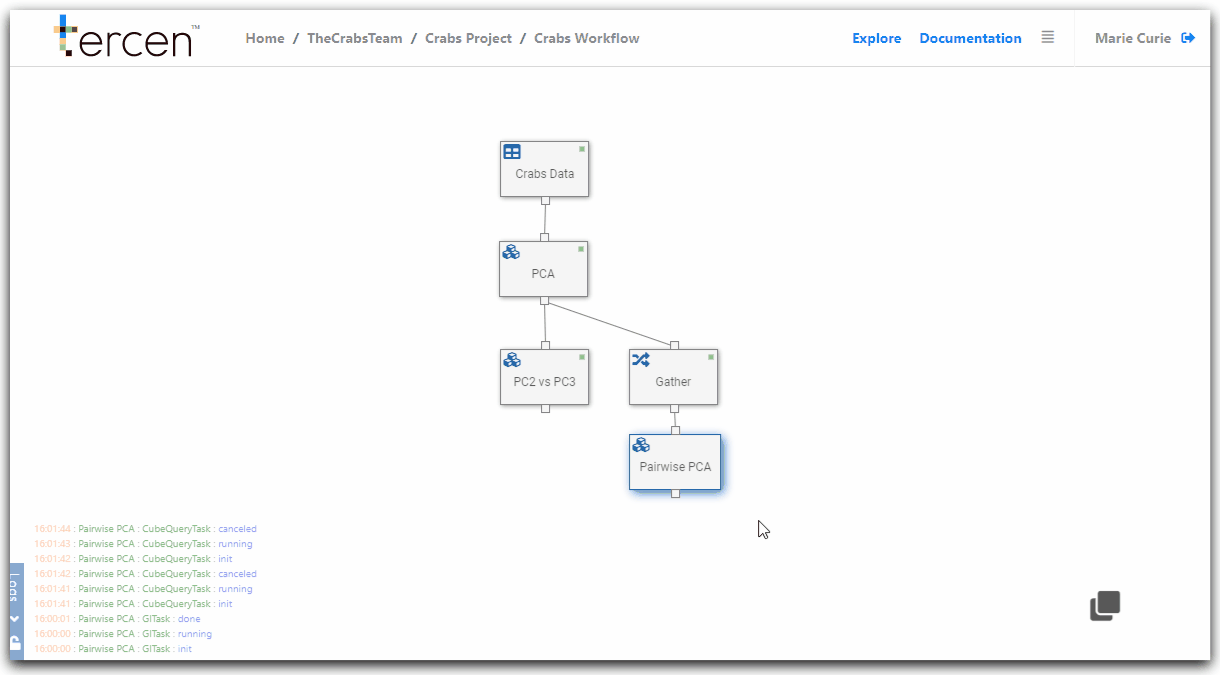 tercen™
Home / TheCrabsTeam / Crabs Project / Crabs Workflow
Explore Documentation Marie Curie
Crabs Data
PCA
PC2 vs PC3
Gather
Pairwise PCA
16:01:44 : Pairwise PCA : CubeQueryTask : canceled
16:01:43 : Pairwise PCA : CubeQueryTask : running
16:01:42 : Pairwise PCA : CubeQueryTask : init
16:01:42 : Pairwise PCA : CubeQueryTask : canceled
16:01:41 : Pairwise PCA : CubeQueryTask : running
16:01:41 : Pairwise PCA : CubeQueryTask : init
16:00:01 : Pairwise PCA : GlTask : done
16:00:00 : Pairwise PCA : GlTask : running
16:00:00 : Pairwise PCA : GlTask : init